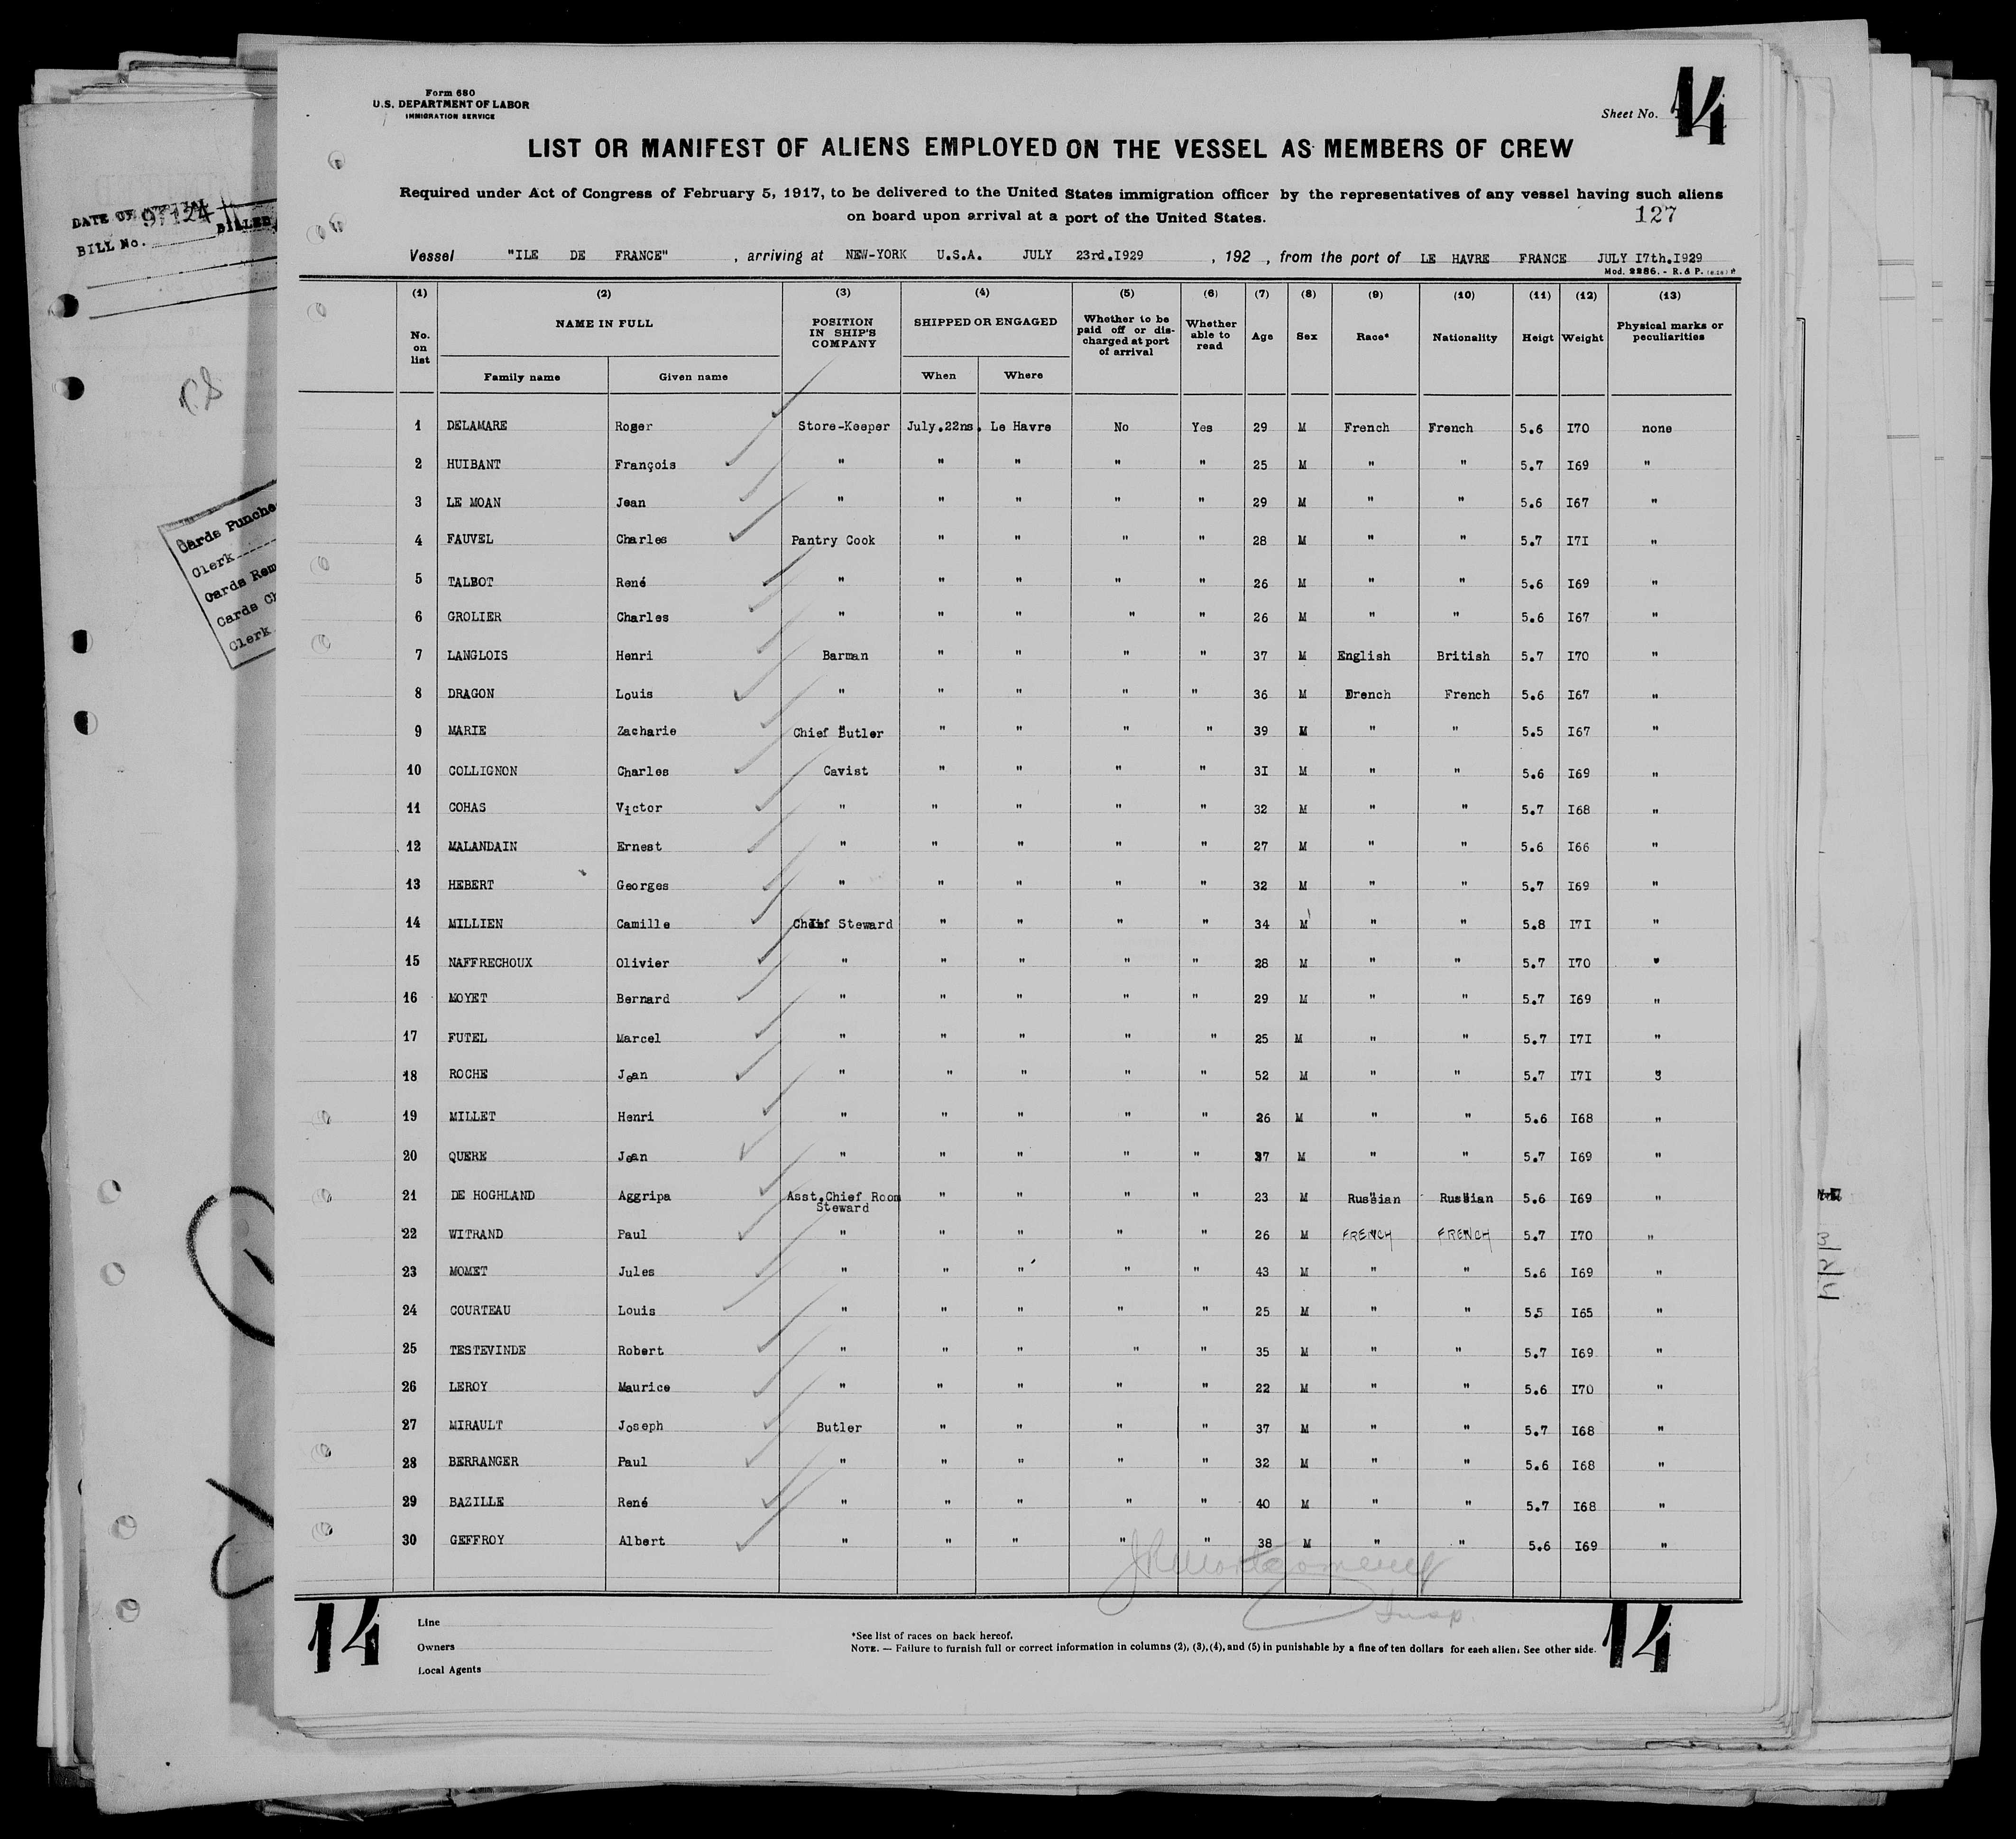 Form 680
U.S. DEPARTMENT OF LABOR
IMMIGRATION SERVICE
Sheet No. 14
LIST OR MANIFEST OF ALIENS EMPLOYED ON THE VESSEL AS MEMBERS OF CREW
Required under Act of Congress of February 5, 1917, to be delivered to the United States immigration officer by the representatives of any vessel having such aliens
on board upon arrival at a port of the United States.
127
Vessel "ILE DE FRANCE" , arriving at NEW-YORK U.S.A. JULY 23rd.I929 , 192 , from the port of LE HAVRE FRANCE JULY I7th.I929
Mod. 2286. - R. & P.
(1) (2) (3) (4) (5) (6) (7) (8) (9) (10) (11) (12) (13)
No. on list NAME IN FULL POSITION IN SHIP'S COMPANY SHIPPED OR ENGAGED Whether to be paid off or discharged at port of arrival Whether able to read Age Sex Race* Nationality Heigt Weight Physical marks or peculiarities
Family name Given name When Where
1 DELAMARE Roger Store-Keeper July.22ns. Le Havre No Yes 29 M French French 5.6 I70 none
2 HUIBANT François " " " " " 25 M " " 5.7 I69 "
3 LE MOAN Jean " " " " " 29 M " " 5.6 I67 "
4 FAUVEL Charles Pantry Cook " " " " 28 M " " 5.7 I7I "
5 TALBOT René " " " " " 26 M " " 5.6 I69 "
6 GROLIER Charles " " " " " 26 M " " 5.6 I67 "
7 LANGLOIS Henri Barman " " " " 37 M English British 5.7 I70 "
8 DRAGON Louis " " " " " 36 M Drench French 5.6 I67 "
9 MARIE Zacharie Chief Butler " " " " 39 M " " 5.5 I67 "
10 COLLIGNON Charles Cavist " " " " 3I M " " 5.6 I69 "
11 COHAS Victor " " " " " 32 M " " 5.7 I68 "
12 MALANDAIN Ernest " " " " " 27 M " " 5.6 I66 "
13 HEBERT Georges " " " " " 32 M " " 5.7 I69 "
14 MILLIEN Camille Chief Steward " " " " 34 M " " 5.8 I7I "
15 NAFFRECHOUX Olivier " " " " " 28 M " " 5.7 I70 "
16 MOYET Bernard " " " " " 29 M " " 5.7 I69 "
17 FUTEL Marcel " " " " " 25 M " " 5.7 I7I "
18 ROCHE Jean " " " " " 52 M " " 5.7 I7I 3
19 MILLET Henri " " " " " 26 M " " 5.6 I68 "
20 QUERE Jean " " " " " 37 M " " 5.7 I69 "
21 DE HOGHLAND Aggripa Asst.Chief Room Steward " " " " 23 M Russian Russian 5.6 I69 "
22 WITRAND Paul " " " " " 26 M FRENCH FRENCH 5.7 I70 "
23 MOMET Jules " " " " " 43 M " " 5.6 I69 "
24 COURTEAU Louis " " " " " 25 M " " 55 I65 "
25 TESTEVINDE Robert " " " " " 35 M " " 5.7 I69 "
26 LEROY Maurice " " " " " 22 M " " 5.6 I70 "
27 MIRAULT Joseph Butler " " " " 37 M " " 5.7 I68 "
28 BERRANGER Paul " " " " " 32 M " " 5.6 I68 "
29 BAZILLE René " " " " " 40 M " " 5.7 I68 "
30 GEFFROY Albert " " " " " 38 M " " 5.6 I69 "
JR Montgomery
Insp.
14 14
Line
Owners
Local Agents
*See list of races on back hereof.
NOTE. — Failure to furnish full or correct information in columns (2), (3), (4), and (5) in punishable by a fine of ten dollars for each alien. See other side.
DATE OF
97124
BILLED
BILL No.
Cards Punche
Clerk
Cards Rem
Cards Ch
Clerk